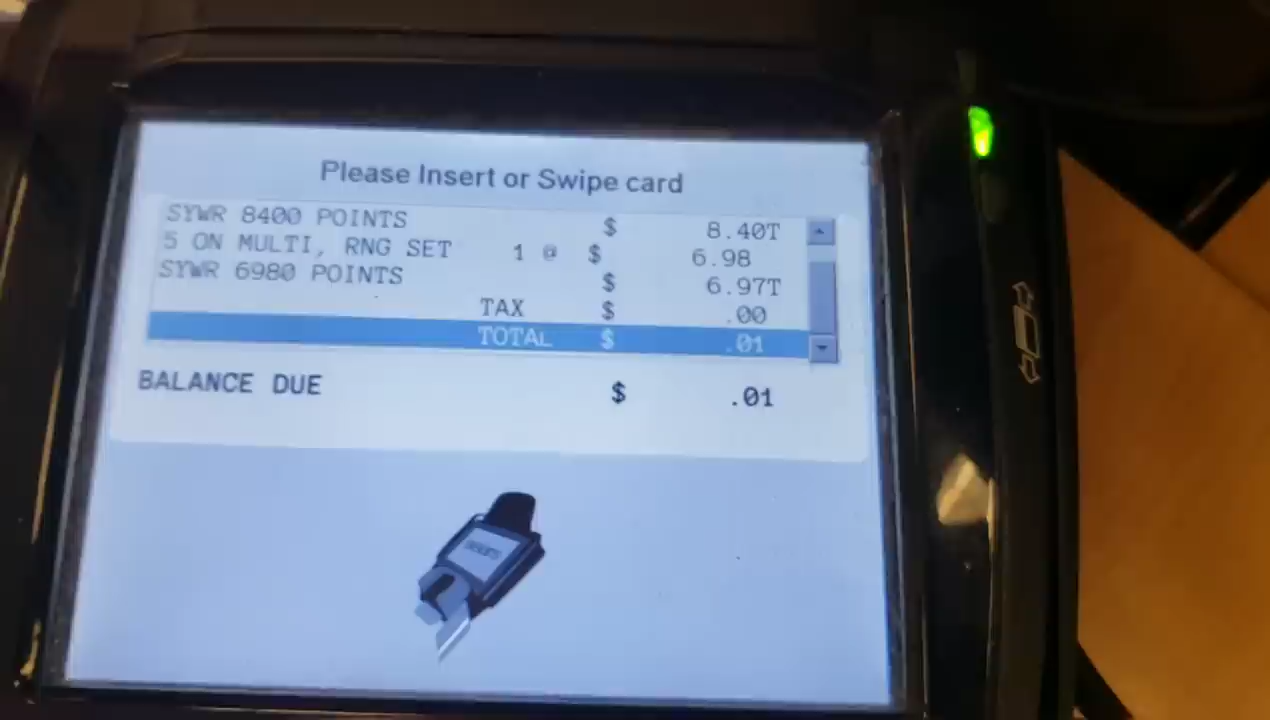 Please Insert or Swipe card
SYWR 8400 POINTS $ 8.40T
5 ON MULTI, RNG SET 1 @ $ 6.98
SYWR 6980 POINTS $ 6.97T
TAX $ .00
TOTAL $ .01
BALANCE DUE $ .01